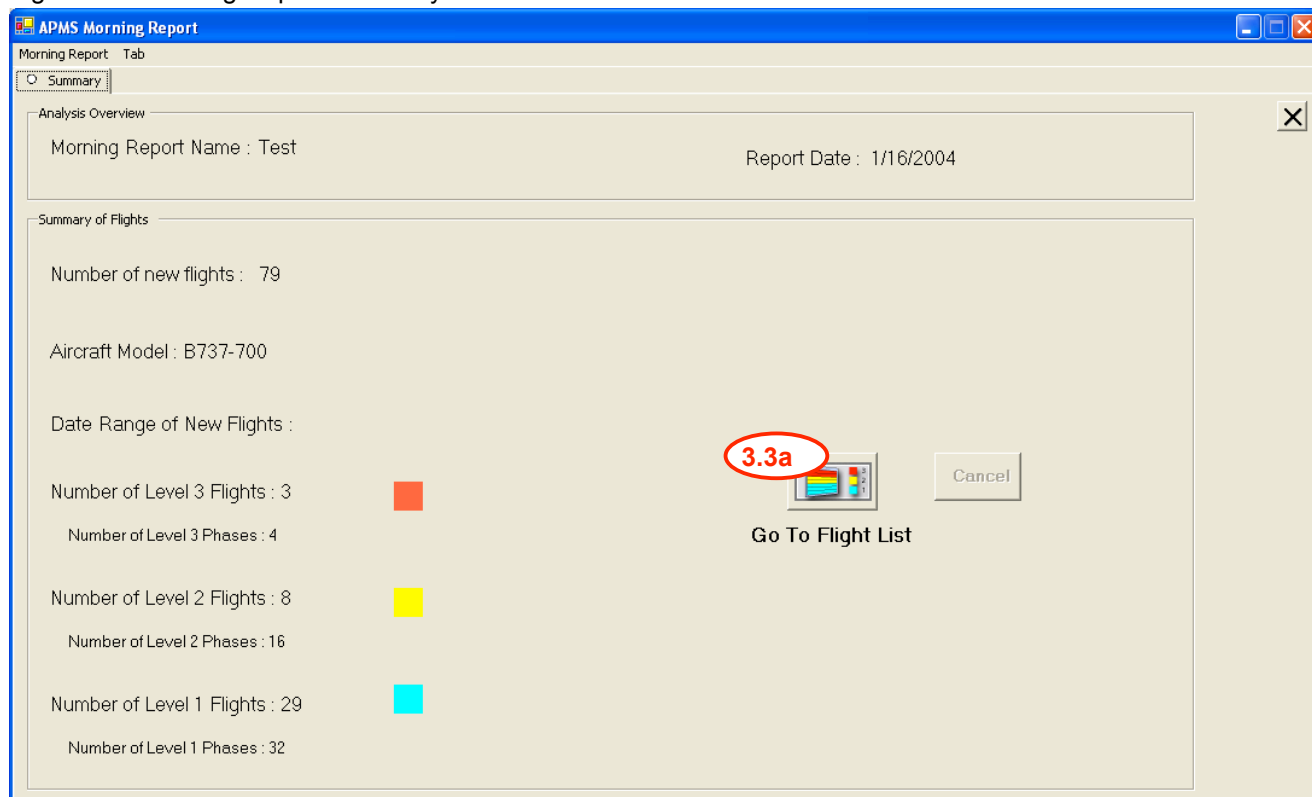 APMS Morning Report
Morning Report Tab
Summary
Analysis Overview
Morning Report Name : Test
Report Date : 1/16/2004
Summary of Flights
Number of new flights : 79
Aircraft Model : B737-700
Date Range of New Flights :
3.3a
3
2
1
Cancel
Go To Flight List
Number of Level 3 Flights : 3
Number of Level 3 Phases : 4
Number of Level 2 Flights : 8
Number of Level 2 Phases : 16
Number of Level 1 Flights : 29
Number of Level 1 Phases : 32